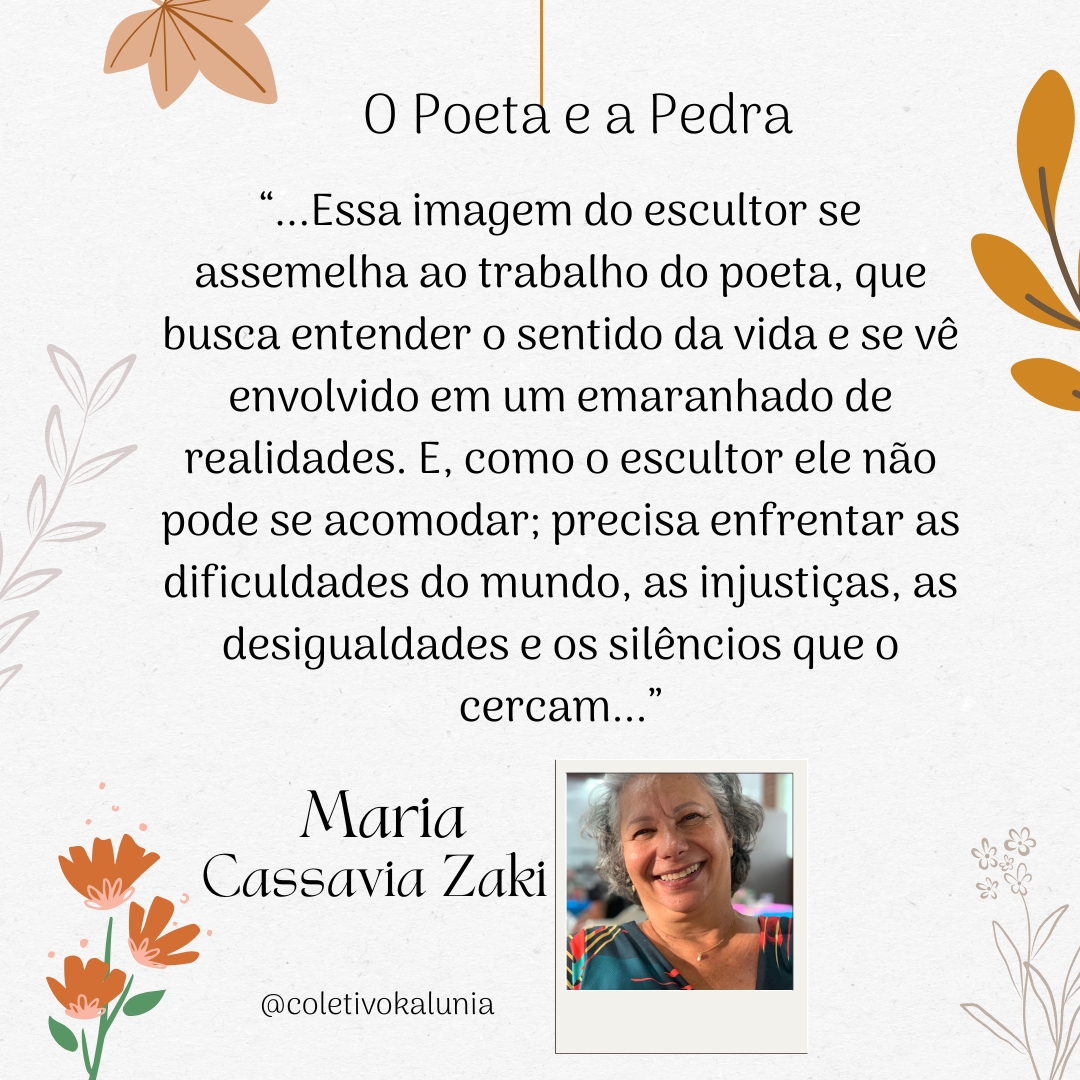 O Poeta e a Pedra
“...Essa imagem do escultor se
assemelha ao trabalho do poeta, que
busca entender o sentido da vida e se vê
envolvido em um emaranhado de
realidades. E, como o escultor ele não
pode se acomodar; precisa enfrentar as
dificuldades do mundo, as injustiças, as
desigualdades e os silêncios que o
cercam...”
Maria
Cassavia Zaki
@coletivokalunia